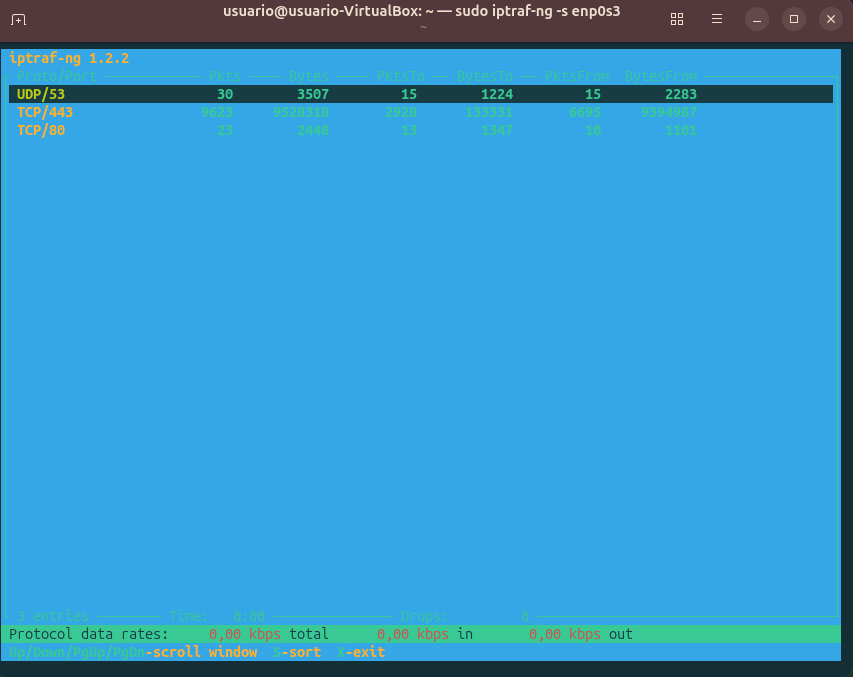 usuario@usuario-VirtualBox: ~ — sudo iptraf-ng -s enp0s3
~
iptraf-ng 1.2.2
Proto/Port Pkts Bytes PktsTo BytesTo PktsFrom BytesFrom
UDP/53 30 3507 15 1224 15 2283
TCP/443 9623 9528318 2928 133331 6695 9394987
TCP/80 23 2448 13 1347 10 1101
3 entries Time: 0:00 Drops: 0
Protocol data rates: 0,00 kbps total 0,00 kbps in 0,00 kbps out
Up/Down/PgUp/PgDn-scroll window S-sort X-exit